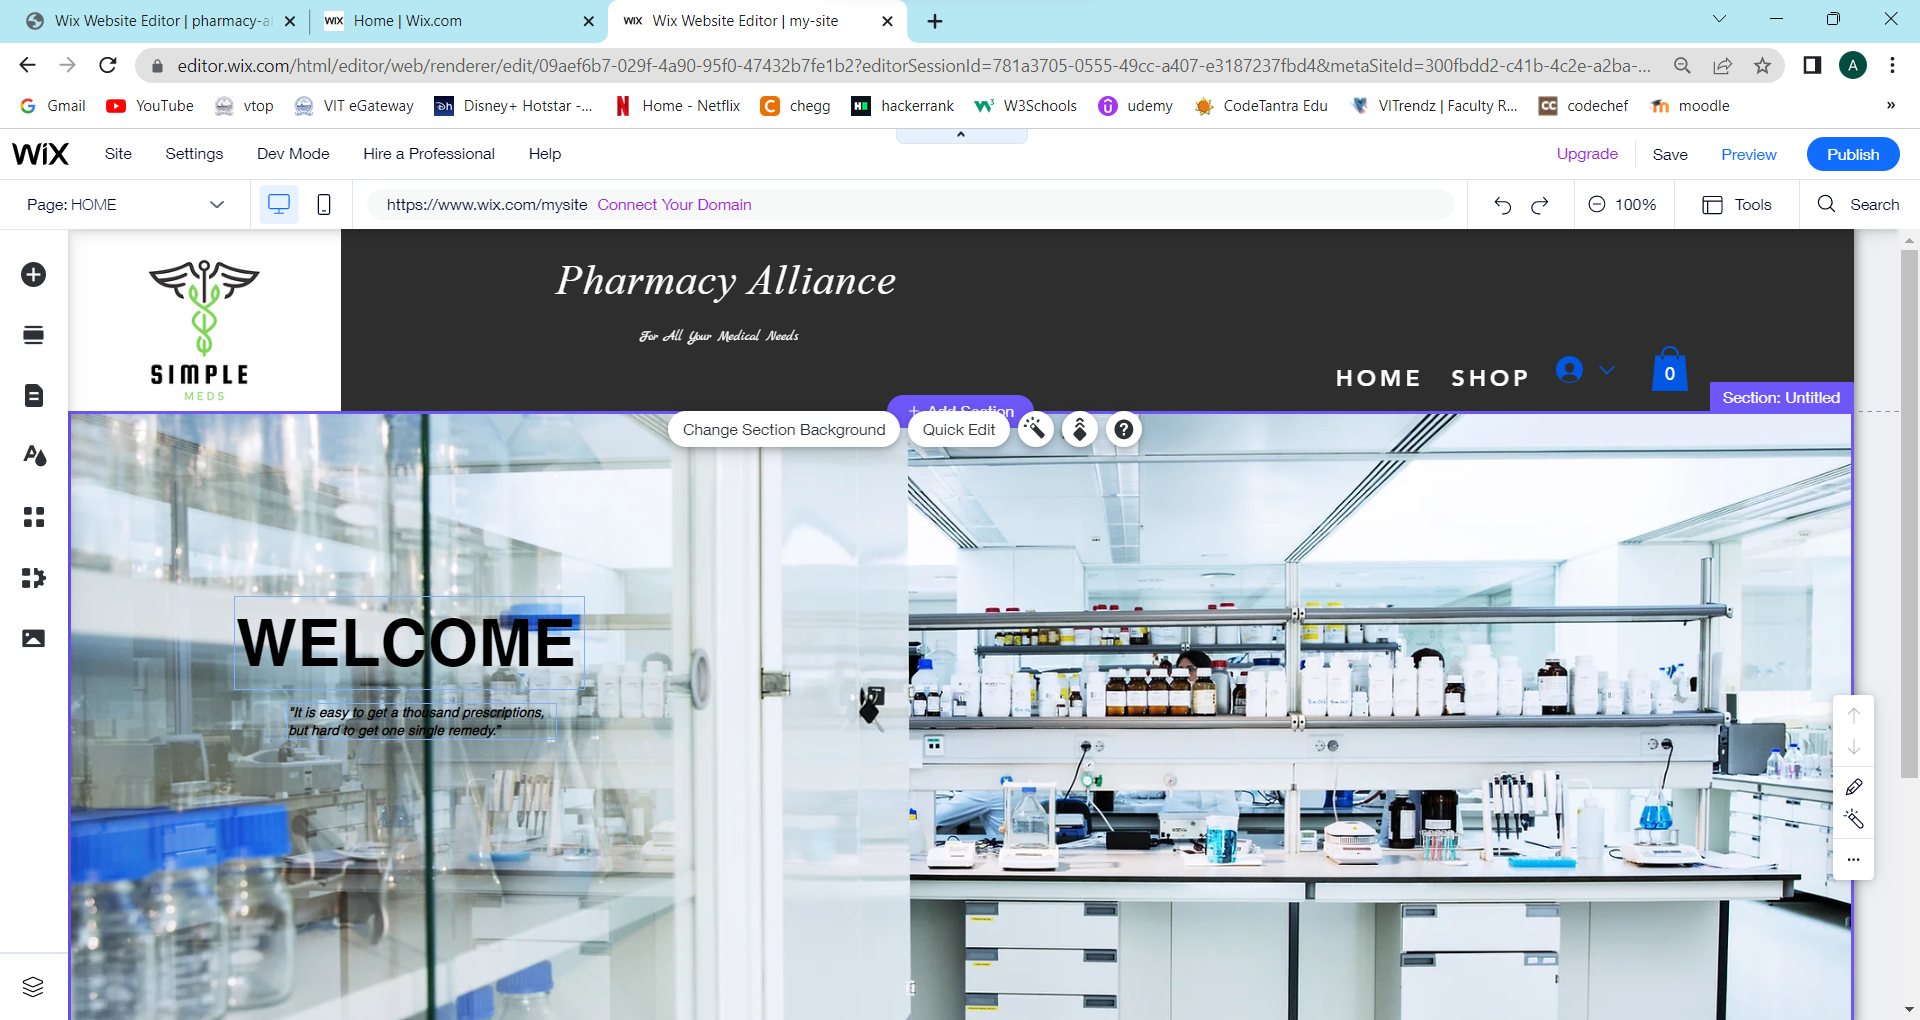 Wix Website Editor | pharmacy-al
Home | Wix.com
Wix Website Editor | my-site
editor.wix.com/html/editor/web/renderer/edit/09aef6b7-029f-4a90-95f0-47432b7fe1b2?editorSessionId=781a3705-0555-49cc-a407-e3187237fbd4&metaSiteId=300fbdd2-c41b-4c2e-a2ba-...
A
Gmail
YouTube
vtop
VIT eGateway
Disney+ Hotstar -...
Home - Netflix
chegg
hackerrank
W3Schools
udemy
CodeTantra Edu
VITrendz | Faculty R...
codechef
moodle
»
WiX
Site
Settings
Dev Mode
Hire a Professional
Help
Upgrade
Save
Preview
Publish
Page: HOME
https://www.wix.com/mysite Connect Your Domain
100%
Tools
Search
SIMPLE
MEDS
Pharmacy Alliance
For All Your Medical Needs
HOME
SHOP
0
Section: Untitled
+ Add Section
Change Section Background
Quick Edit
WELCOME
"It is easy to get a thousand prescriptions,
but hard to get one single remedy."